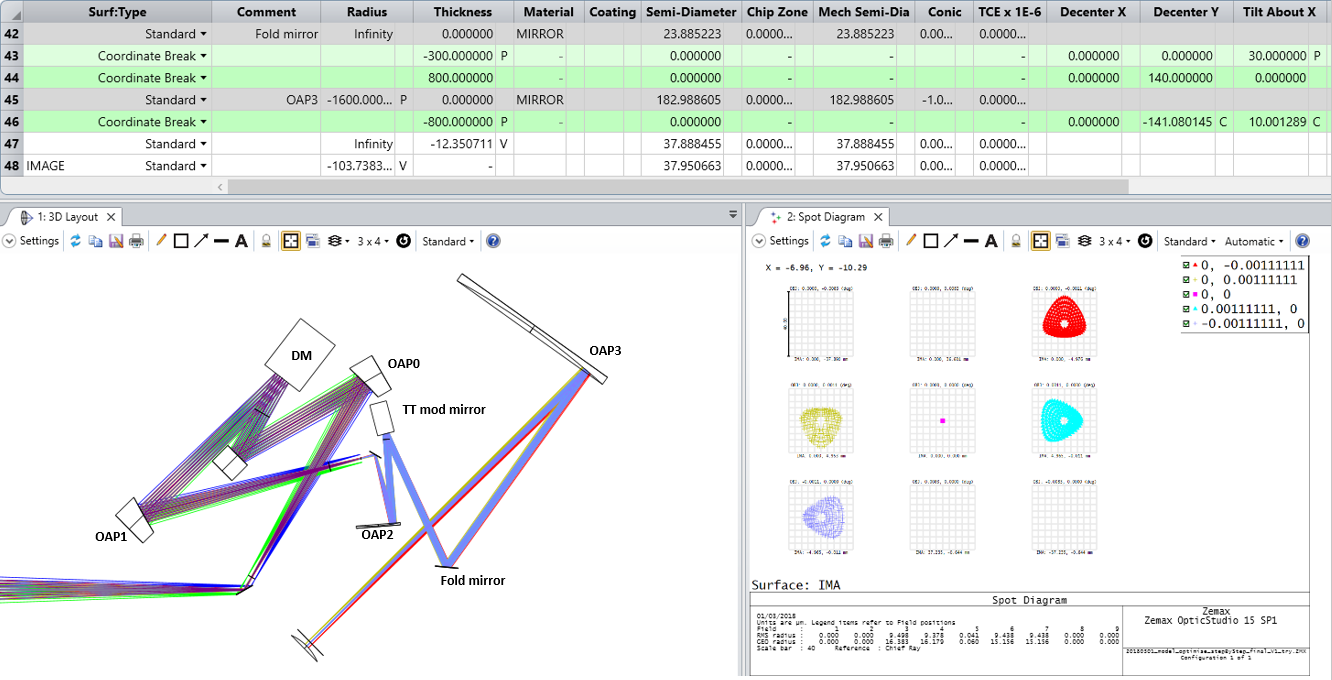 Surf:Type Comment Radius Thickness Material Coating Semi-Diameter Chip Zone Mech Semi-Dia Conic TCE x 1E-6 Decenter X Decenter Y Tilt About X
42 Standard Fold mirror Infinity 0.000000 MIRROR 23.885223 0.0000... 23.885223 0.00... 0.0000...
43 Coordinate Break -300.000000 P - 0.000000 - - 0.000000 0.000000 30.000000 P
44 Coordinate Break 800.000000 - 0.000000 - - 0.000000 140.000000 0.000000
45 Standard OAP3 -1600.000... P 0.000000 MIRROR 182.988605 0.0000... 182.988605 -1.0... 0.0000...
46 Coordinate Break -800.000000 P - 0.000000 - - 0.000000 -141.080145 C 10.001289 C
47 Standard Infinity -12.350711 V 37.888455 0.0000... 37.888455 0.00... 0.0000...
48 IMAGE Standard -103.7383... V - 37.950663 0.0000... 37.950663 0.00... 0.0000...
1: 3D Layout
Settings 3 x 4 Standard
DM
OAP0
OAP3
TT mod mirror
OAP1
OAP2
Fold mirror
2: Spot Diagram
Settings 3 x 4 Standard Automatic
X = -6.96, Y = -10.29
0, -0.00111111
0, 0.00111111
0, 0
0.00111111, 0
-0.00111111, 0
Surface: IMA
Spot Diagram
01/03/2018
Units are µm. Legend items refer to Field positions
Field : 1 2 3 4 5 6 7 8 9
RMS radius : 0.000 0.000 9.498 9.378 0.041 9.438 9.438 0.000 0.000
GEO radius : 0.000 0.000 16.383 16.179 0.060 15.156 15.156 0.000 0.000
Scale bar : 40 Reference : Chief Ray
Zemax
Zemax OpticStudio 15 SP1
Configuration 1 of 1